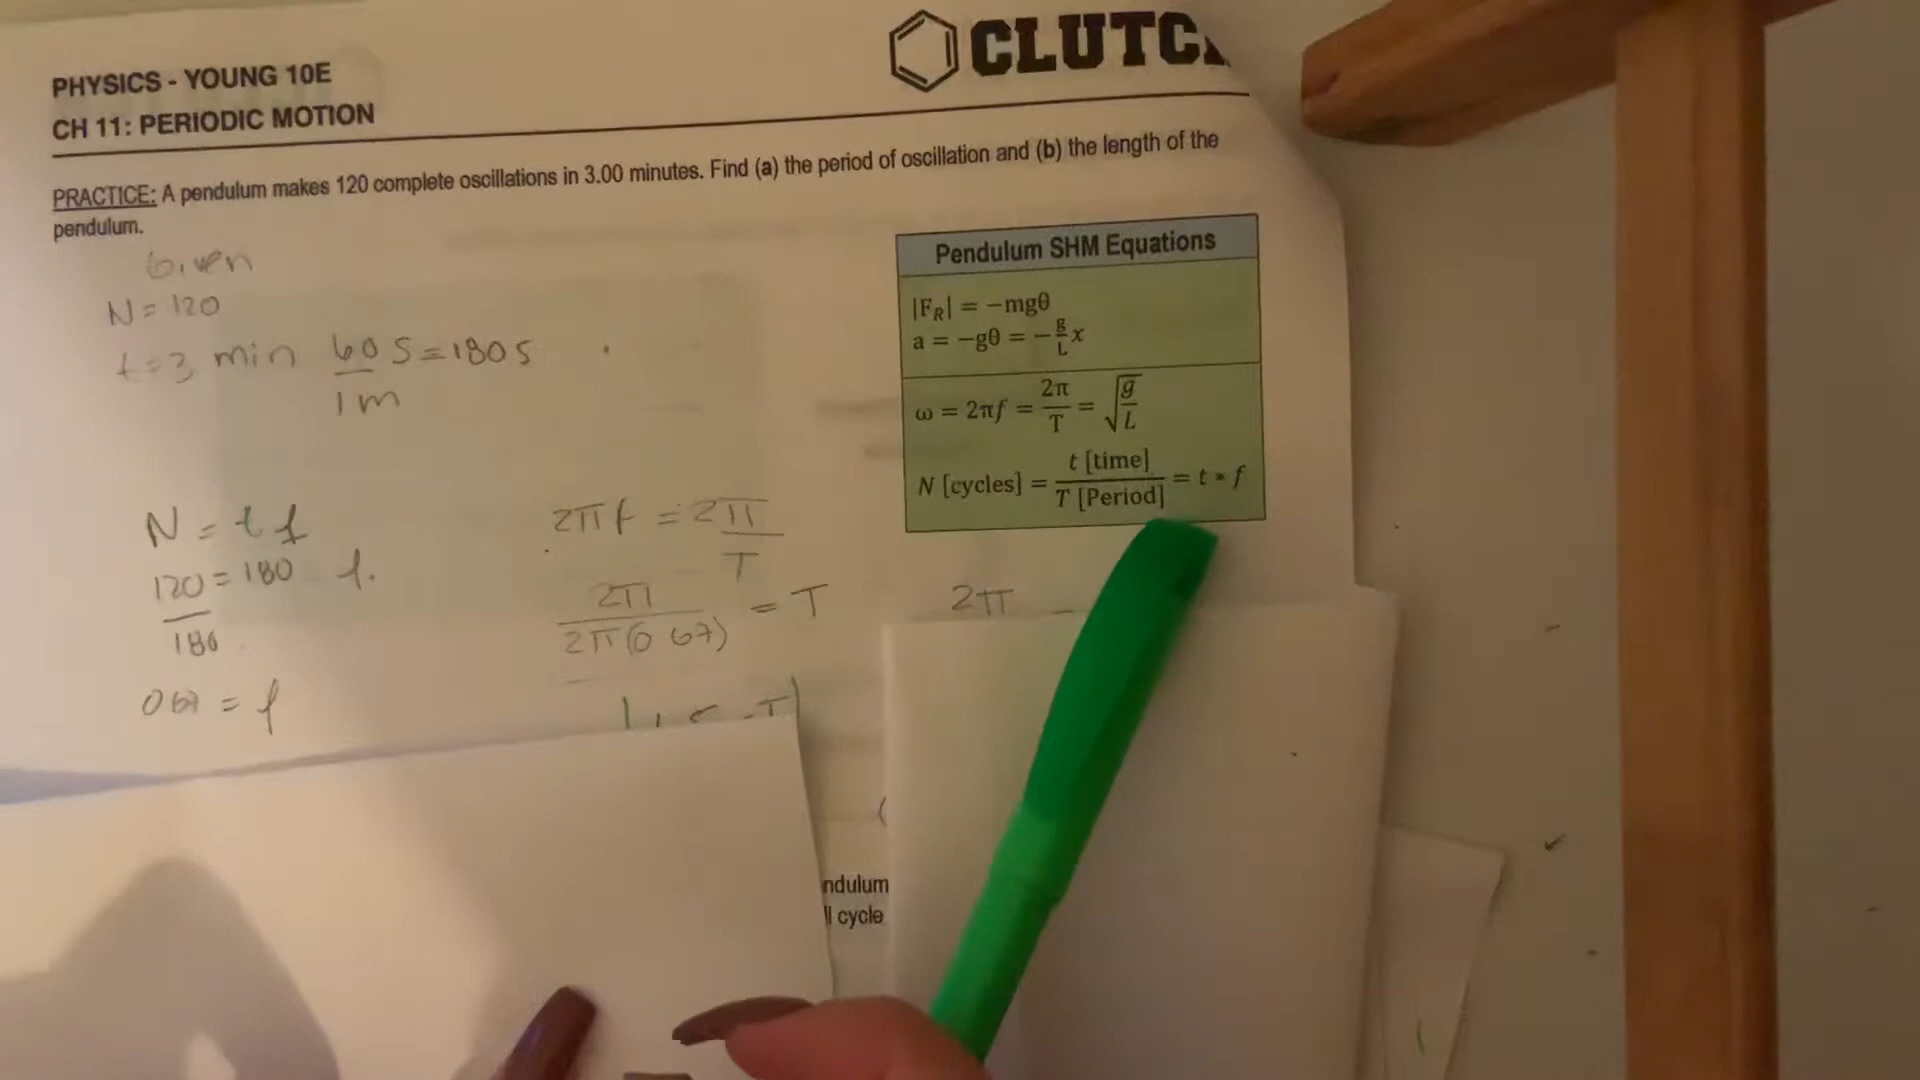 CLUTC
PHYSICS - YOUNG 10E
CH 11: PERIODIC MOTION
PRACTICE: A pendulum makes 120 complete oscillations in 3.00 minutes. Find (a) the period of oscillation and (b) the length of the
pendulum.
Given
N = 120
t = 3 min 60 s = 180 s
1 m
Pendulum SHM Equations
|F_R| = −mgθ
a = −gθ = −g/L x
ω = 2πf = 2π/T = √(g/L)
N [cycles] = t [time] / T [Period] = t * f
N = t f
120 = 180 f.
180
0 67 = f
2πf = 2π
T
2π = T
2π(0 67)
2π
ndulum
ll cycle